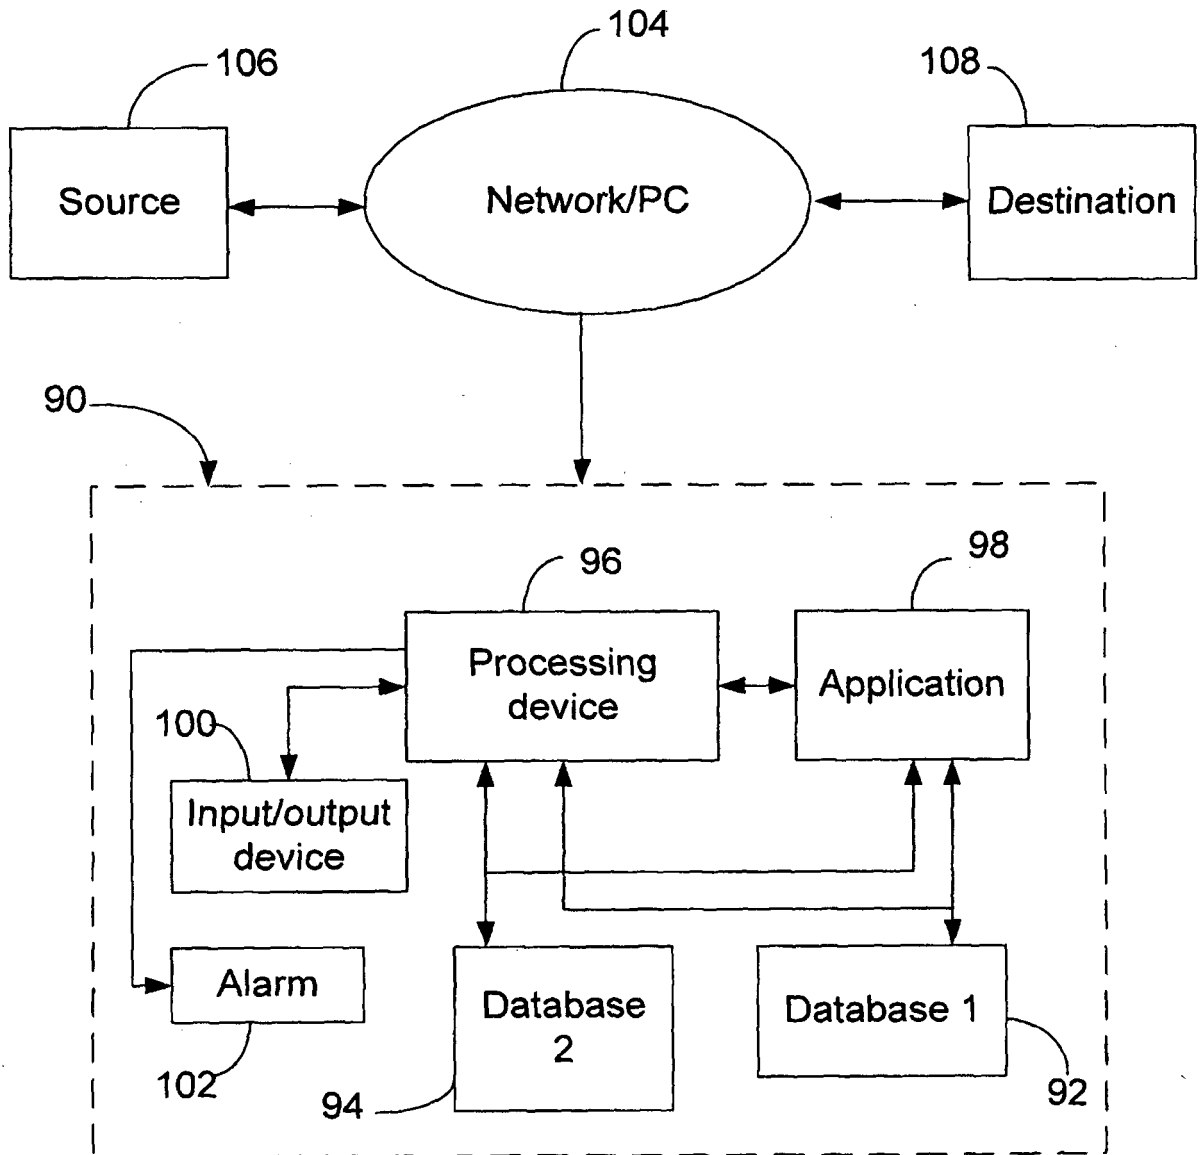 104
106
108
Source
Network/PC
Destination
90
96
98
Processing
device
Application
100
Input/output
device
Alarm
102
Database
2
94
Database 1
92